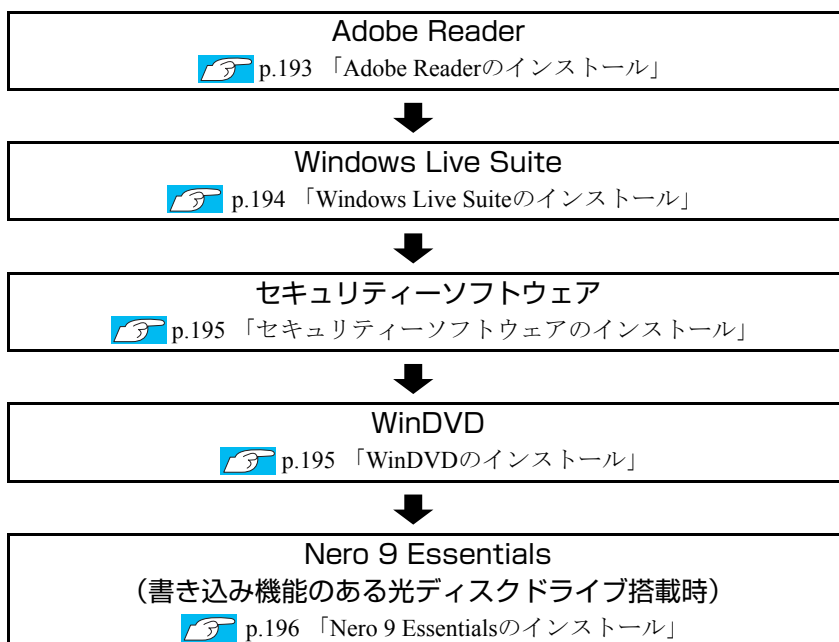 Adobe Reader
p.193 「Adobe Readerのインストール」
Windows Live Suite
p.194 「Windows Live Suiteのインストール」
セキュリティーソフトウェア
p.195 「セキュリティーソフトウェアのインストール」
WinDVD
p.195 「WinDVDのインストール」
Nero 9 Essentials
（書き込み機能のある光ディスクドライブ搭載時）
p.196 「Nero 9 Essentialsのインストール」